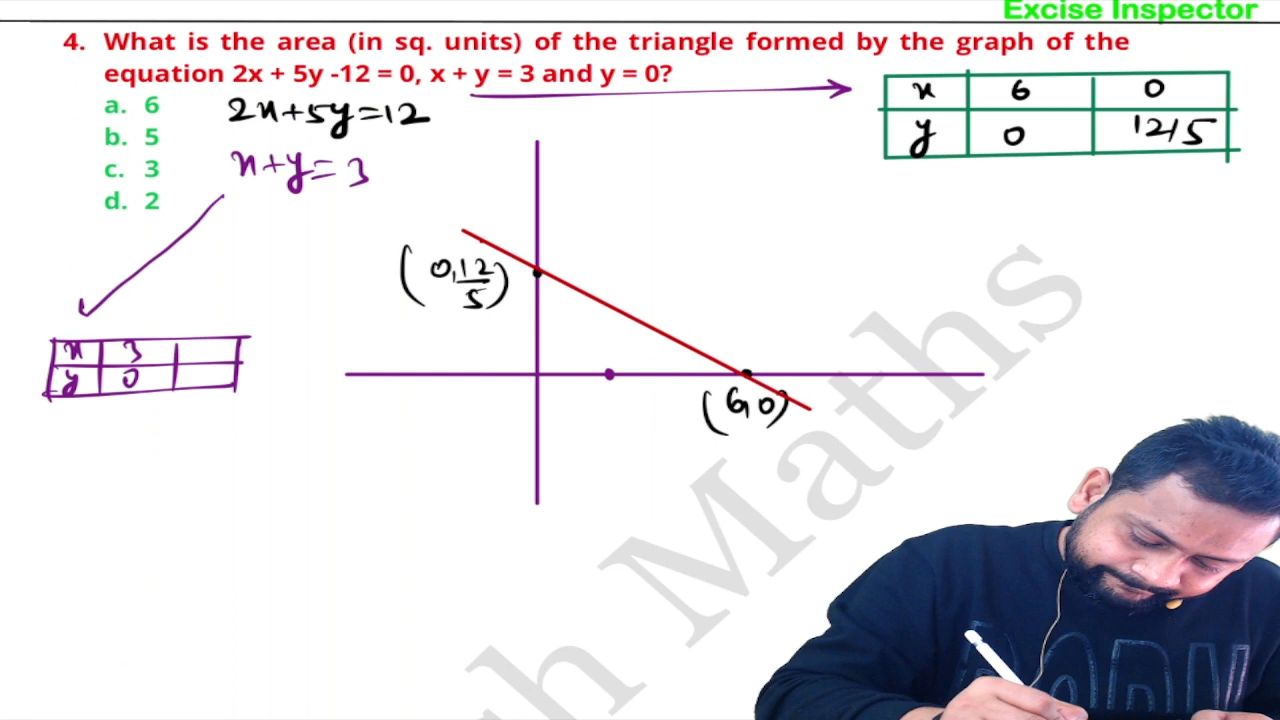 Excise Inspector
4. What is the area (in sq. units) of the triangle formed by the graph of the
equation 2x + 5y -12 = 0, x + y = 3 and y = 0?
a. 6
b. 5
c. 3
d. 2
2x+5y=12
x+y=3
x 6 0
y 0 12/5
(0,12/5)
(6,0)
x 3
y 0
Maths